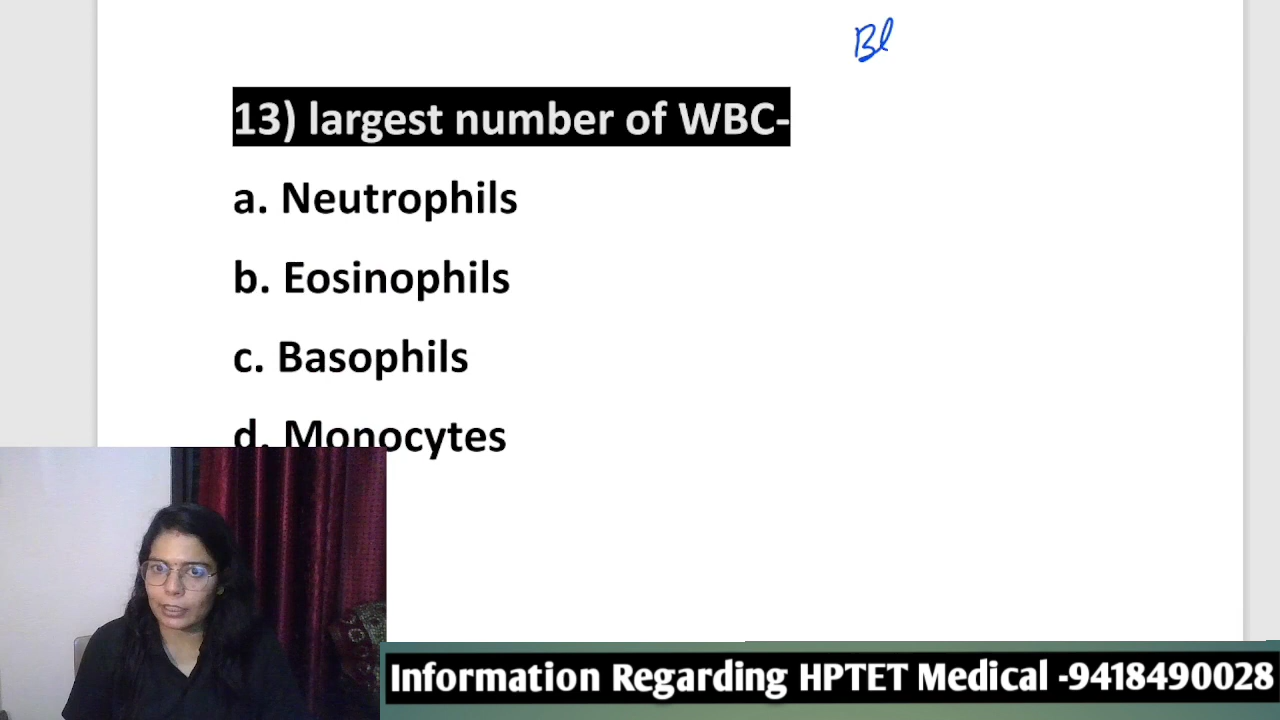 Bl
13) largest number of WBC-
a. Neutrophils
b. Eosinophils
c. Basophils
d. Monocytes
Information Regarding HPTET Medical -9418490028